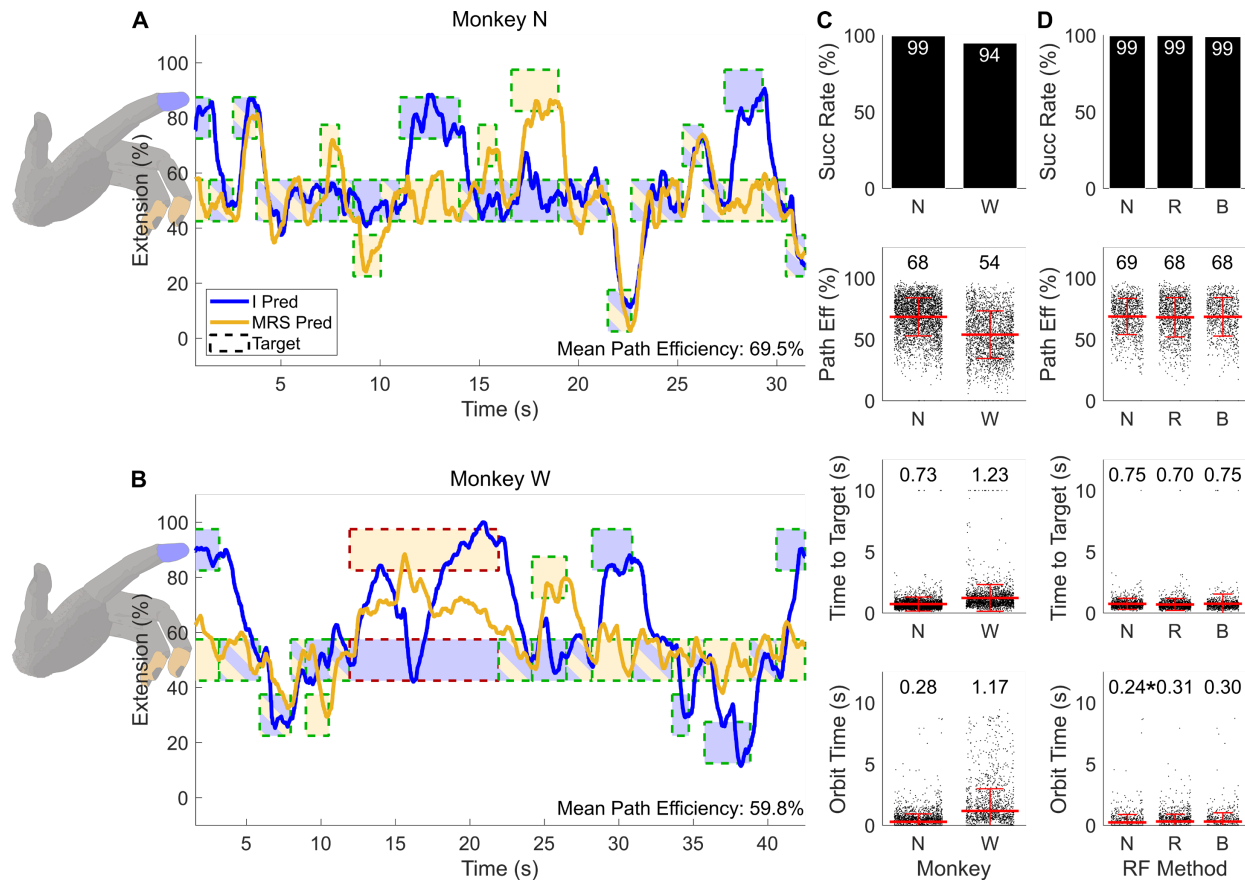 A
Monkey N
Extension (%)
100
80
60
40
20
0
I Pred
MRS Pred
Target
Mean Path Efficiency: 69.5%
5
10
15
20
25
30
Time (s)
B
Monkey W
Extension (%)
100
80
60
40
20
0
Mean Path Efficiency: 59.8%
5
10
15
20
25
30
35
40
Time (s)
C
Succ Rate (%)
100
50
0
99
94
N W
Path Eff (%)
100
50
0
68 54
N W
Time to Target (s)
10
5
0
0.73 1.23
N W
Orbit Time (s)
10
5
0
0.28 1.17
N W
Monkey
D
Succ Rate (%)
100
50
0
99 99 99
N R B
Path Eff (%)
100
50
0
69 68 68
N R B
Time to Target (s)
10
5
0
0.75 0.70 0.75
N R B
Orbit Time (s)
10
5
0
0.24*0.31 0.30
N R B
RF Method